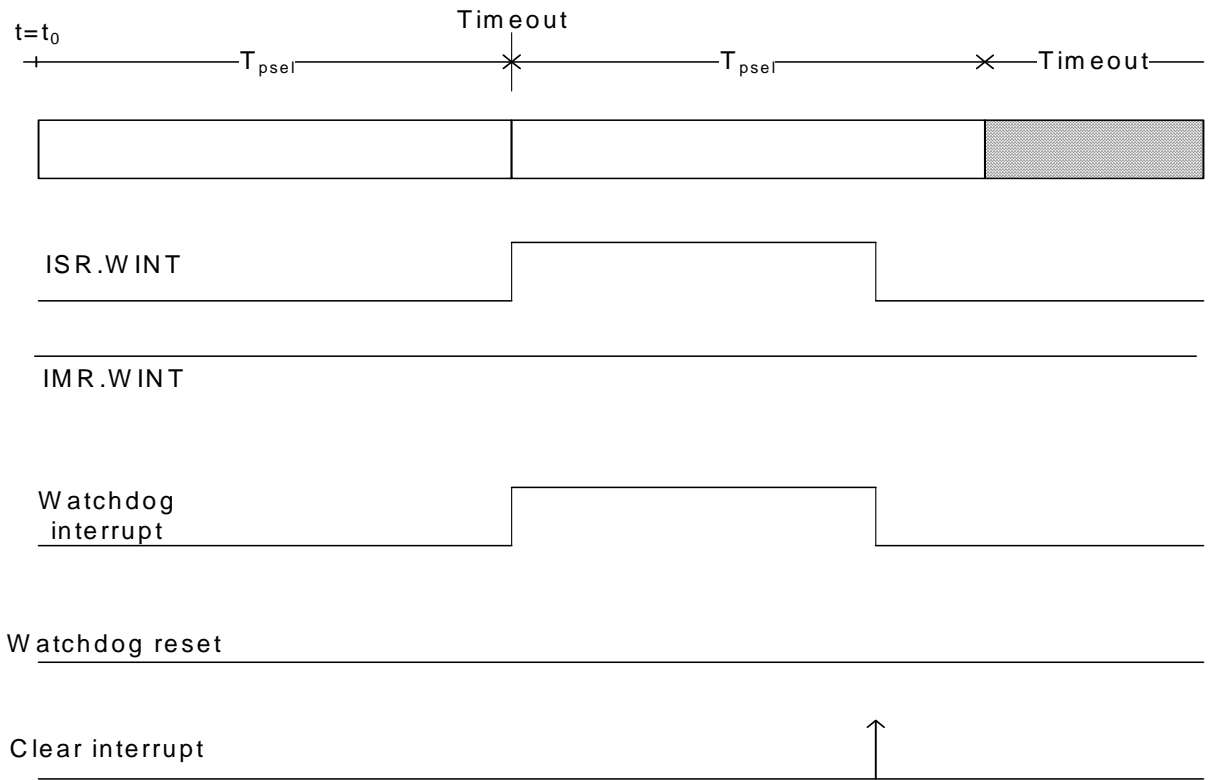 Timeout
t=t0
Tpsel
Tpsel
Timeout
ISR.WINT
IMR.WINT
Watchdog
interrupt
Watchdog reset
Clear interrupt